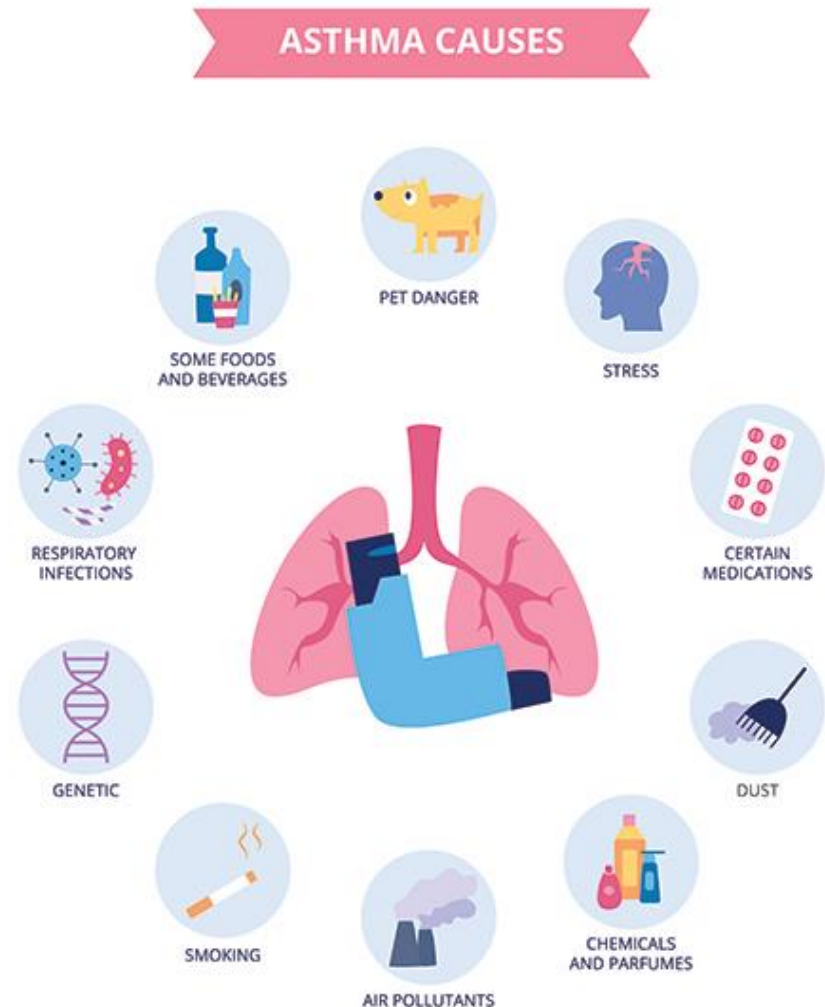 ASTHMA CAUSES
PET DANGER
STRESS
CERTAIN
MEDICATIONS
DUST
CHEMICALS
AND PARFUMES
AIR POLLUTANTS
SMOKING
GENETIC
RESPIRATORY
INFECTIONS
SOME FOODS
AND BEVERAGES